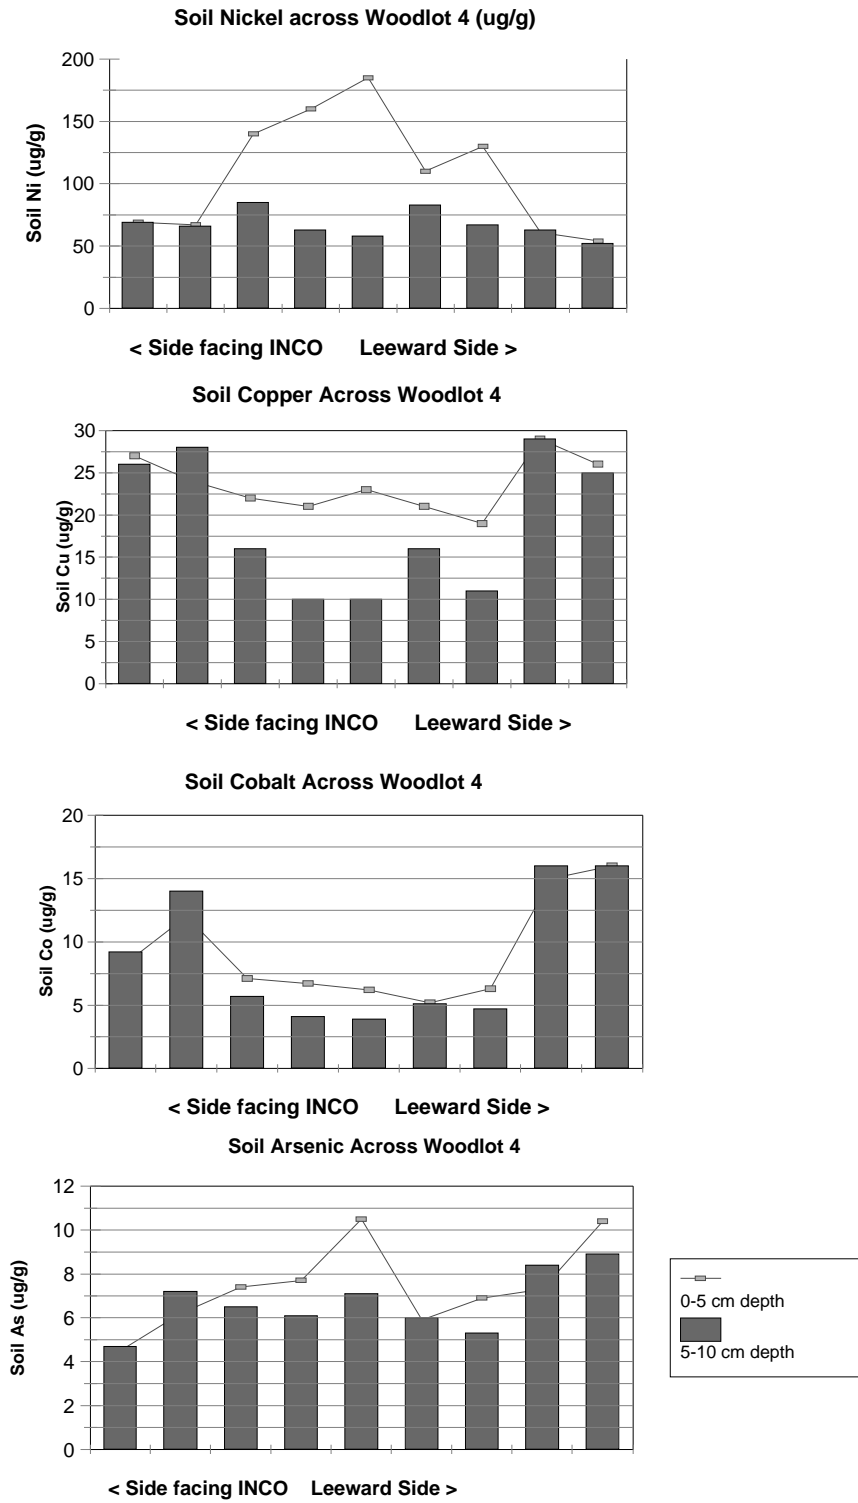 Soil Nickel across Woodlot 4 (ug/g)
200
150
100
50
0
Soil Ni (ug/g)
< Side facing INCO Leeward Side >
Soil Copper Across Woodlot 4
30
25
20
15
10
5
0
Soil Cu (ug/g)
< Side facing INCO Leeward Side >
Soil Cobalt Across Woodlot 4
20
15
10
5
0
Soil Co (ug/g)
< Side facing INCO Leeward Side >
Soil Arsenic Across Woodlot 4
12
10
8
6
4
2
0
Soil As (ug/g)
< Side facing INCO Leeward Side >
0-5 cm depth
5-10 cm depth